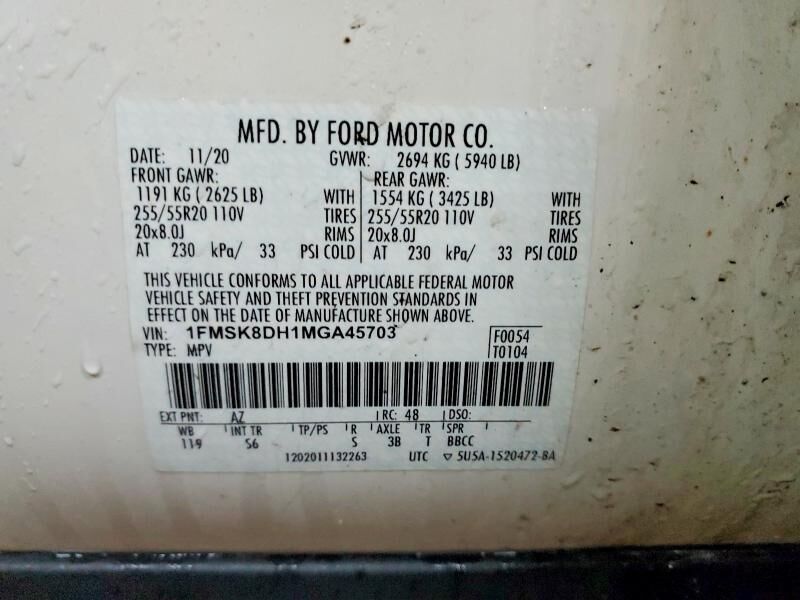 MFD. BY FORD MOTOR CO.
DATE: 11/20 GVWR: 2694 KG ( 5940 LB)
FRONT GAWR: REAR GAWR:
1191 KG ( 2625 LB) WITH 1554 KG ( 3425 LB) WITH
255/55R20 110V TIRES 255/55R20 110V TIRES
20x8.0J RIMS 20x8.0J RIMS
AT 230 kPa/ 33 PSI COLD AT 230 kPa/ 33 PSI COLD
THIS VEHICLE CONFORMS TO ALL APPLICABLE FEDERAL MOTOR
VEHICLE SAFETY AND THEFT PREVENTION STANDARDS IN
EFFECT ON THE DATE OF MANUFACTURE SHOWN ABOVE.
VIN: 1FMSK8DH1MGA45703 F0054
TYPE: MPV T0104
EXT PNT: AZ RC: 48 DSO:
WB INT TR TP/PS R AXLE TR SPR
119 S6 S 3B T BBCC
1202011132263 UTC ▽ 5U5A-1520472-BA